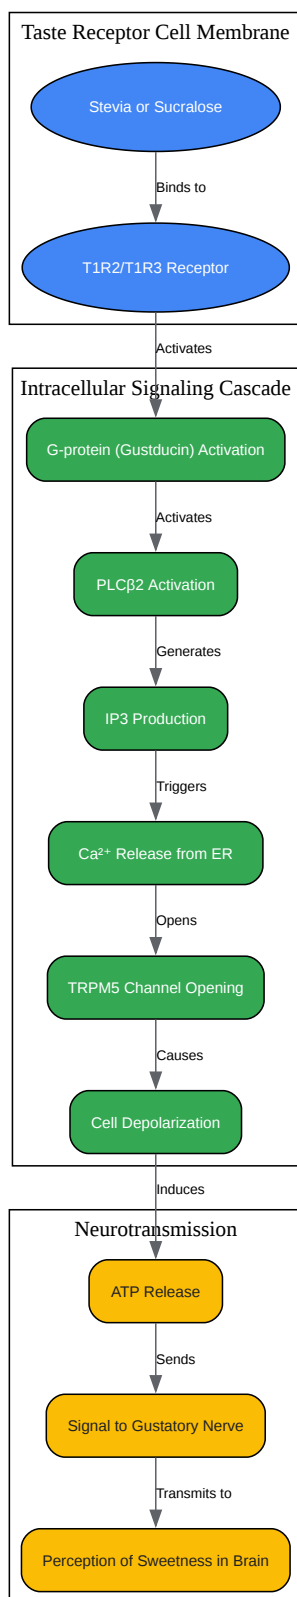 Taste Receptor Cell Membrane
Stevia or Sucralose
Binds to
T1R2/T1R3 Receptor
Activates
Intracellular Signaling Cascade
G-protein (Gustducin) Activation
Activates
PLCβ2 Activation
Generates
IP3 Production
Triggers
Ca²⁺ Release from ER
Opens
TRPM5 Channel Opening
Causes
Cell Depolarization
Induces
Neurotransmission
ATP Release
Sends
Signal to Gustatory Nerve
Transmits to
Perception of Sweetness in Brain